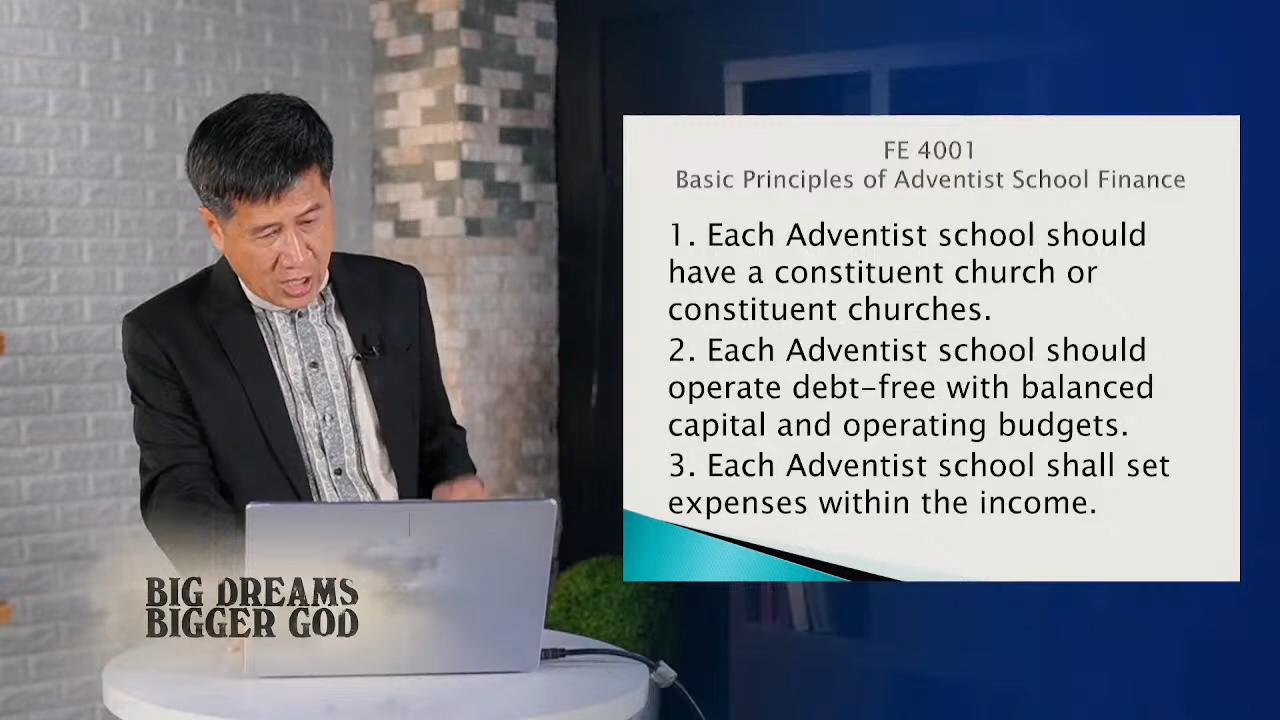 FE 4001
Basic Principles of Adventist School Finance
1. Each Adventist school should
have a constituent church or
constituent churches.
2. Each Adventist school should
operate debt-free with balanced
capital and operating budgets.
3. Each Adventist school shall set
expenses within the income.
BIG DREAMS
BIGGER GOD